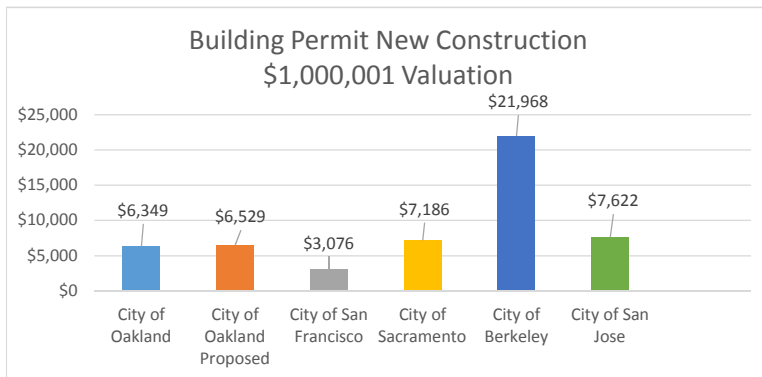 Building Permit New Construction
$1,000,001 Valuation
$25,000
$20,000
$15,000
$10,000
$5,000
$0
$6,349
$6,529
$3,076
$7,186
$21,968
$7,622
City of
Oakland
City of
Oakland
Proposed
City of San
Francisco
City of
Sacramento
City of
Berkeley
City of San
Jose